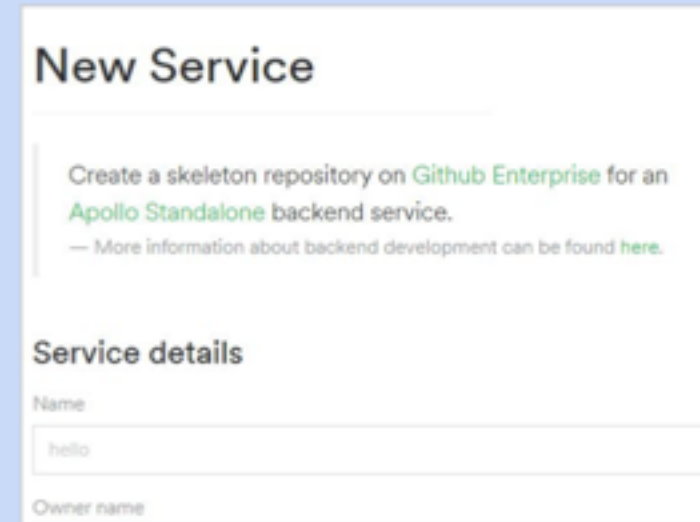 New Service
Create a skeleton repository on Github Enterprise for an
Apollo Standalone backend service.
— More information about backend development can be found here.
Service details
Name
hello
Owner name